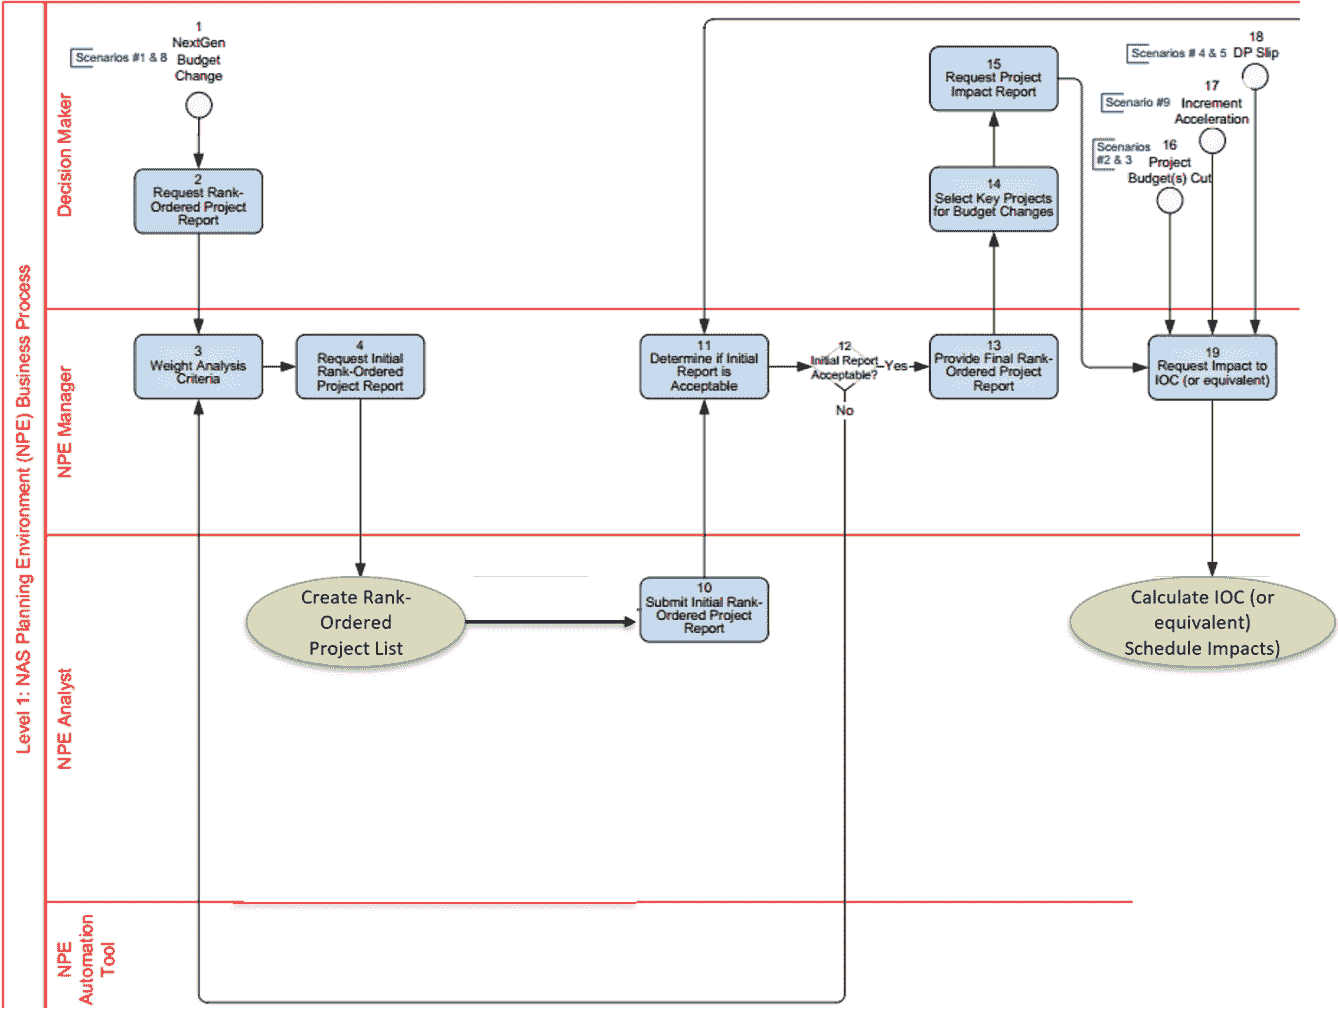 Level 1: NAS Planning Environment (NPE) Business Process
Decision Maker
NPE Manager
NPE Analyst
NPE
Automation
Tool
Scenarios #1 & 8
1
NextGen
Budget
Change
2
Request Rank-
Ordered Project
Report
3
Weight Analysis
Criteria
4
Request Initial
Rank-Ordered
Project Report
Create Rank-
Ordered
Project List
10
Submit Initial Rank-
Ordered Project
Report
11
Determine if Initial
Report is
Acceptable
12
Initial Report
Acceptable?
Yes
No
13
Provide Final Rank-
Ordered Project
Report
14
Select Key Projects
for Budget Changes
15
Request Project
Impact Report
Scenarios
#2 & 3
16
Project
Budget(s) Cut
Scenario #9
17
Increment
Acceleration
Scenarios # 4 & 5
18
DP Slip
19
Request Impact to
IOC (or equivalent)
Calculate IOC (or
equivalent)
Schedule Impacts)